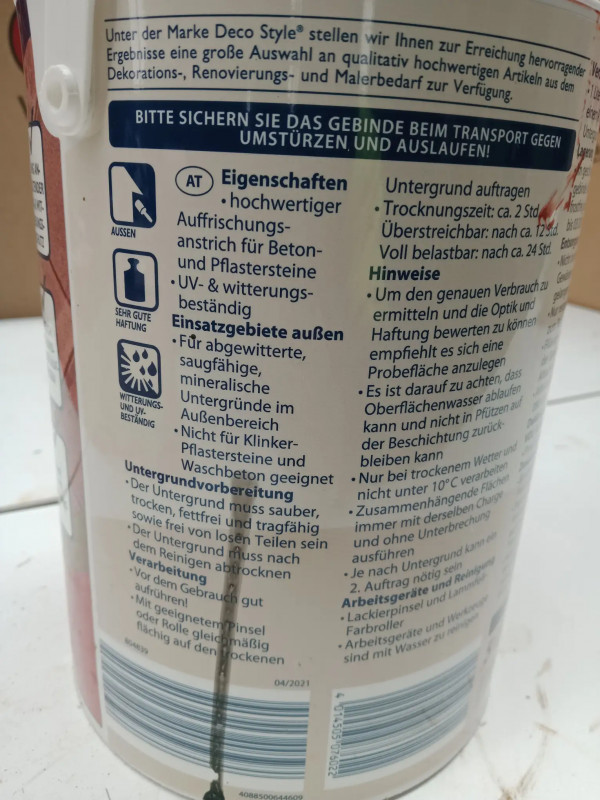 Unter der Marke Deco Style® stellen wir Ihnen zur Erreichung hervorragender
Ergebnisse eine große Auswahl an qualitativ hochwertigen Artikeln aus dem
Dekorations-, Renovierungs- und Malerbedarf zur Verfügung.
BITTE SICHERN SIE DAS GEBINDE BEIM TRANSPORT GEGEN
UMSTÜRZEN UND AUSLAUFEN!
AUSSEN
SEHR GUTE
HAFTUNG
WITTERUNGS-
UND UV-
BESTÄNDIG
AT Eigenschaften
• hochwertiger
Auffrischungs-
anstrich für Beton-
und Pflastersteine
• UV- & witterungs-
beständig
Einsatzgebiete außen
• Für abgewitterte,
saugfähige,
mineralische
Untergründe im
Außenbereich
• Nicht für Klinker-
Pflastersteine und
Waschbeton geeignet
Untergrundvorbereitung
• Der Untergrund muss sauber,
trocken, fettfrei und tragfähig
sowie frei von losen Teilen sein
• Der Untergrund muss nach
dem Reinigen abtrocknen
Verarbeitung
• Vor dem Gebrauch gut
aufrühren!
• Mit geeignetem Pinsel
oder Rolle gleichmäßig
flächig auf den trockenen
Untergrund auftragen
• Trocknungszeit: ca. 2 Std.
Überstreichbar: nach ca. 12 Std.
Voll belastbar: nach ca. 24 Std.
Hinweise
• Um den genauen Verbrauch zu
ermitteln und die Optik und
Haftung bewerten zu können
empfiehlt es sich eine
Probefläche anzulegen
• Es ist darauf zu achten, dass
Oberflächenwasser ablaufen
kann und nicht in Pfützen auf
der Beschichtung zurück-
bleiben kann
• Nur bei trockenem Wetter und
nicht unter 10°C verarbeiten
• Zusammenhängende Flächen
immer mit derselben Charge
und ohne Unterbrechung
ausführen
• Je nach Untergrund kann ein
2. Auftrag nötig sein
Arbeitsgeräte und Reinigung
• Lackierpinsel und Lammfell-
Farbroller
• Arbeitsgeräte und Werkzeuge
sind mit Wasser zu reinigen
804839
04/2021
4088500644609
4 014505 076022